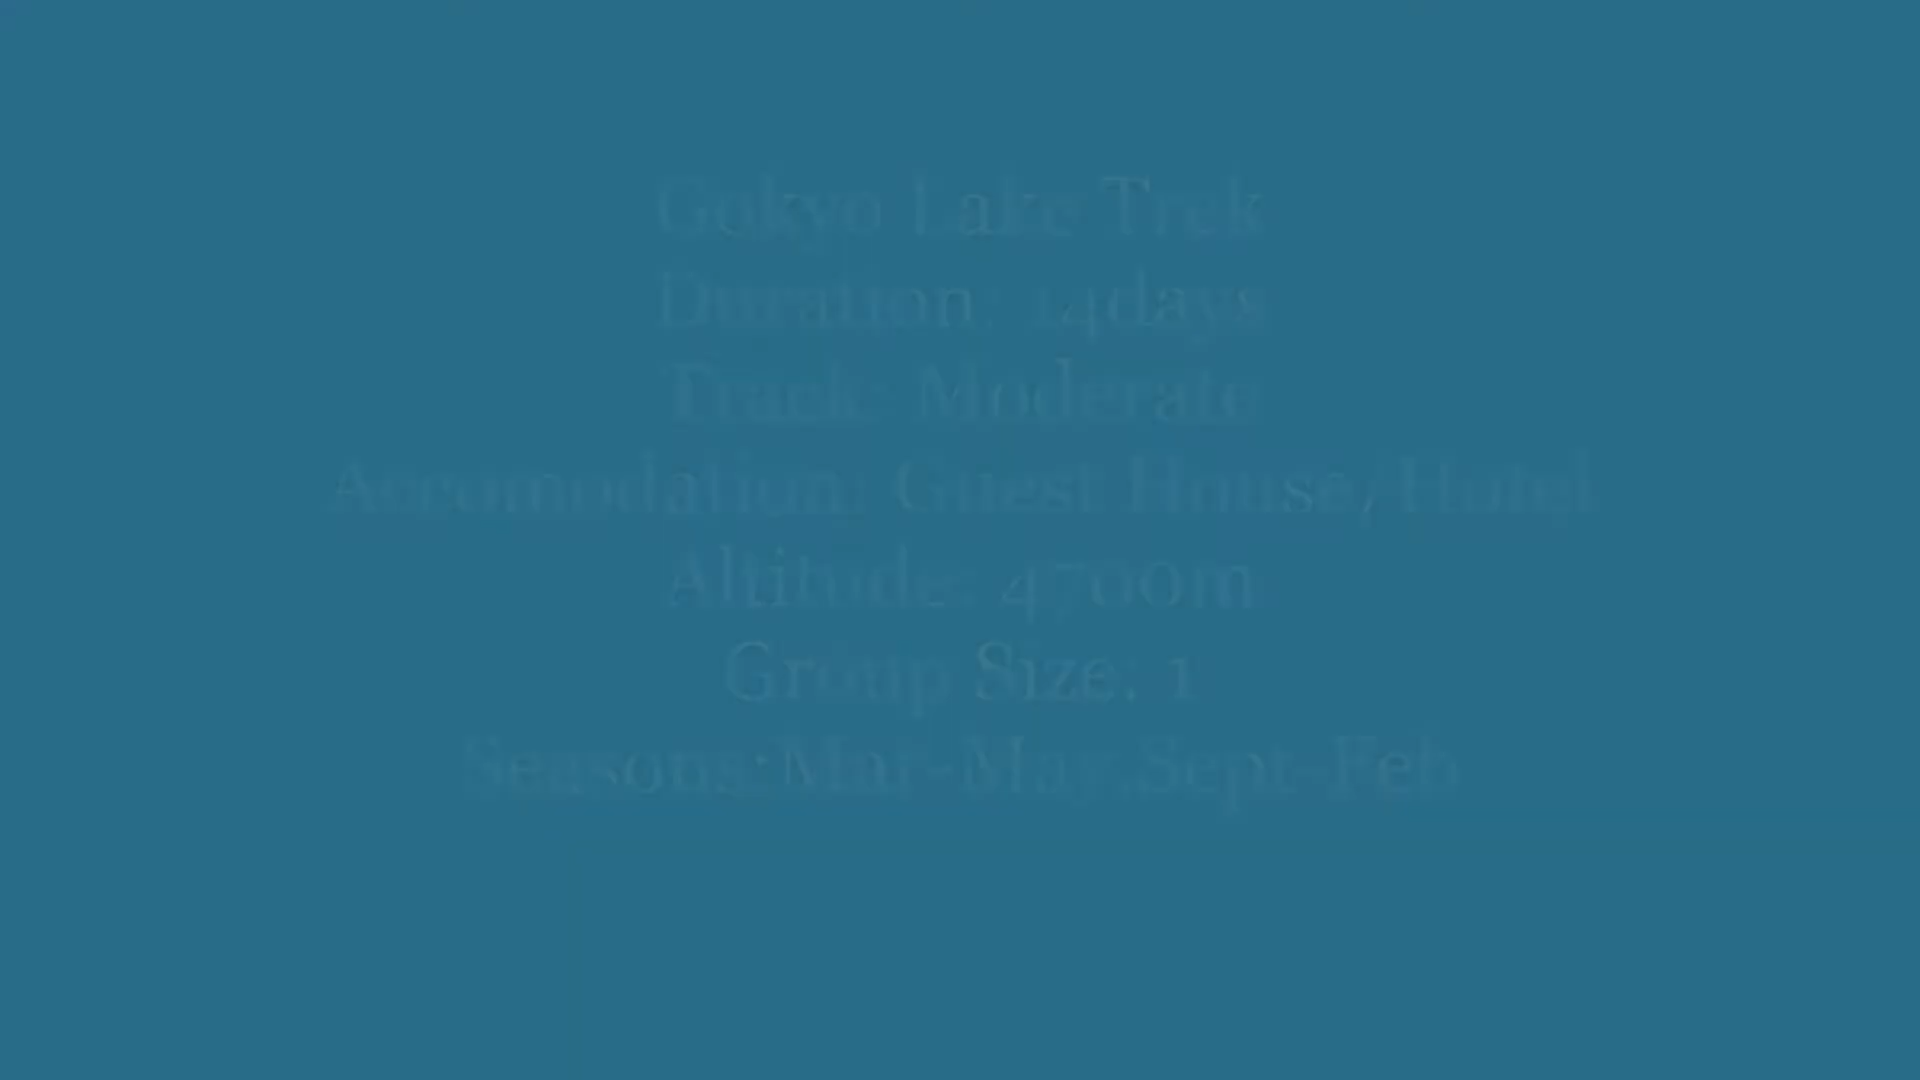 Gokyo Lake Trek
Duration: 14days
Track: Moderate
Accomodation: Guest House/Hotel
Altitude: 4700m
Group Size: 1
Seasons:Mar-May,Sept-Feb